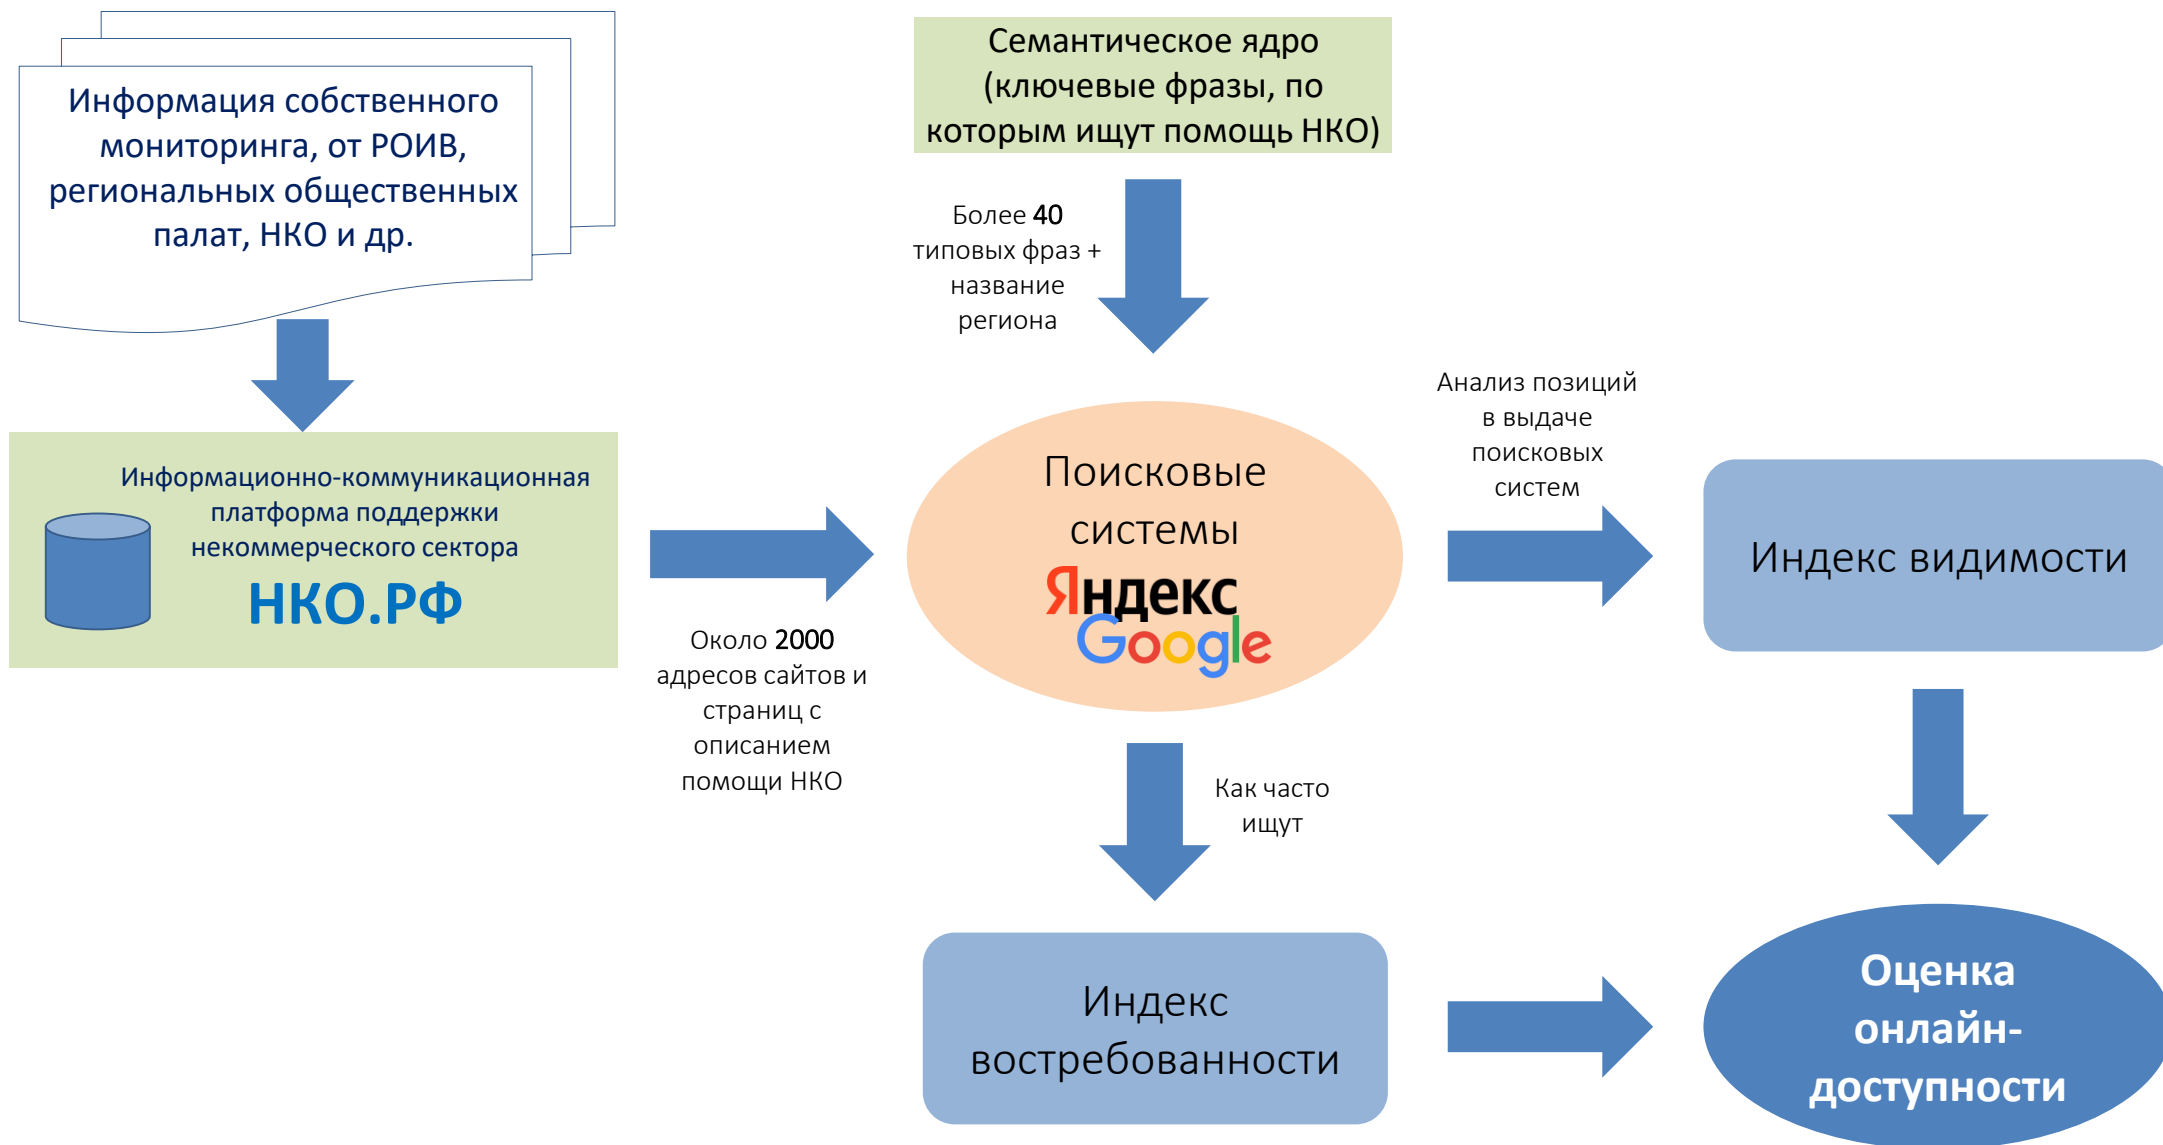 Информация собственного
мониторинга, от РОИВ,
региональных общественных
палат, НКО и др.
Семантическое ядро
(ключевые фразы, по
которым ищут помощь НКО)
Более 40
типовых фраз +
название
региона
Информационно-коммуникационная
платформа поддержки
некоммерческого сектора
НКО.РФ
Около 2000
адресов сайтов и
страниц с
описанием
помощи НКО
Поисковые
системы
Яндекс
Google
Анализ позиций
в выдаче
поисковых
систем
Индекс видимости
Как часто
ищут
Индекс
востребованности
Оценка
онлайн-
доступности